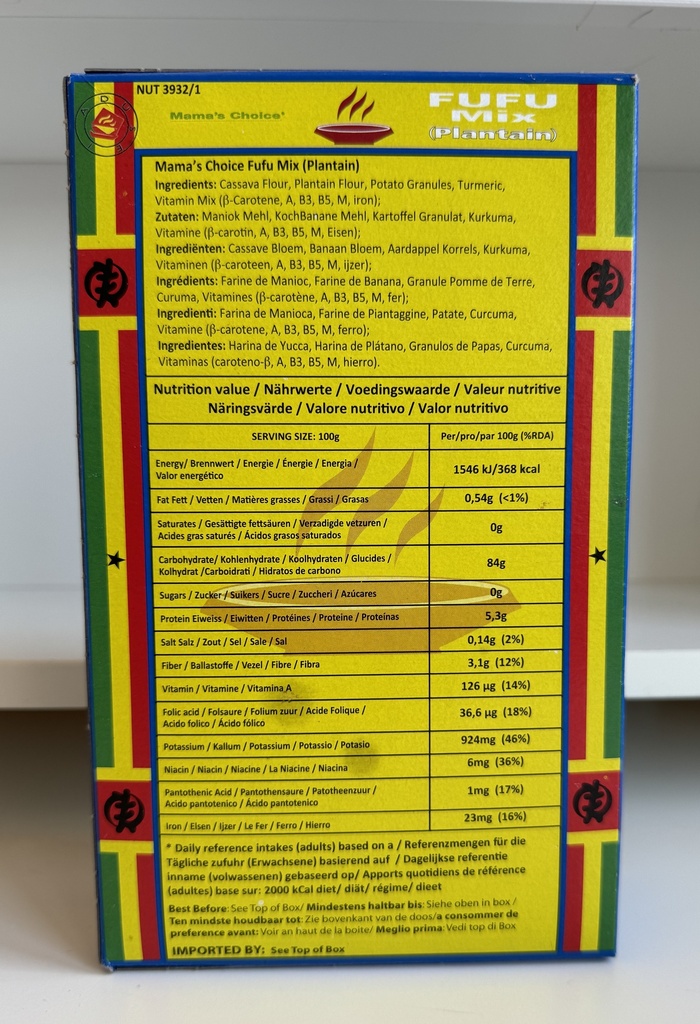 NUT 3932/1
Mama's Choice'
FUFU
Mix
(Plantain)
Mama's Choice Fufu Mix (Plantain)
Ingredients: Cassava Flour, Plantain Flour, Potato Granules, Turmeric,
Vitamin Mix (β-Carotene, A, B3, B5, M, iron);
Zutaten: Maniok Mehl, KochBanane Mehl, Kartoffel Granulat, Kurkuma,
Vitamine (β-carotin, A, B3, B5, M, Eisen);
Ingrediënten: Cassave Bloem, Banaan Bloem, Aardappel Korrels, Kurkuma,
Vitaminen (β-caroteen, A, B3, B5, M, ijzer);
Ingrédients: Farine de Manioc, Farine de Banana, Granule Pomme de Terre,
Curuma, Vitamines (β-carotène, A, B3, B5, M, fer);
Ingredienti: Farina de Manioca, Farine de Piantaggine, Patate, Curcuma,
Vitamine (β-carotene, A, B3, B5, M, ferro);
Ingredientes: Harina de Yucca, Harina de Plátano, Granulos de Papas, Curcuma,
Vitaminas (caroteno-β, A, B3, B5, M, hierro).
Nutrition value / Nährwerte / Voedingswaarde / Valeur nutritive
Näringsvärde / Valore nutritivo / Valor nutritivo
SERVING SIZE: 100g Per/pro/par 100g (%RDA)
Energy/ Brennwert / Energie / Énergie / Energia /
Valor energético 1546 kJ/368 kcal
Fat Fett / Vetten / Matières grasses / Grassi / Grasas 0,54g (<1%)
Saturates / Gesättigte fettsäuren / Verzadigde vetzuren /
Acides gras saturés / Ácidos grasos saturados 0g
Carbohydrate/ Kohlenhydrate / Koolhydraten / Glucides /
Kolhydrat /Carboidrati / Hidratos de carbono 84g
Sugars / Zucker / Suikers / Sucre / Zuccheri / Azúcares 0g
Protein Eiweiss / Eiwitten / Protéines / Proteine / Proteínas 5,3g
Salt Salz / Zout / Sel / Sale / Sal 0,14g (2%)
Fiber / Ballastoffe / Vezel / Fibre / Fibra 3,1g (12%)
Vitamin / Vitamine / Vitamina A 126 µg (14%)
Folic acid / Folsaure / Folium zuur / Acide Folique /
Acido folico / Ácido fólico 36,6 µg (18%)
Potassium / Kallum / Potassium / Potassio / Potasio 924mg (46%)
Niacin / Niacin / Niacine / La Niacine / Niacina 6mg (36%)
Pantothenic Acid / Pantothensaure / Patotheenzuur /
Acido pantotenico / Ácido pantotenico 1mg (17%)
Iron / Elsen / Ijzer / Le Fer / Ferro / Hierro 23mg (16%)
* Daily reference intakes (adults) based on a / Referenzmengen für die
Tägliche zufuhr (Erwachsene) basierend auf / Dagelijkse referentie
inname (volwassenen) gebaseerd op/ Apports quotidiens de référence
(adultes) base sur: 2000 kCal diet/ diät/ régime/ dieet
Best Before: See Top of Box/ Mindestens haltbar bis: Siehe oben in box /
Ten mindste houdbaar tot: Zie bovenkant van de doos/a consommer de
preference avant: Voir an haut de la boite/ Meglio prima: Vedi top di Box
IMPORTED BY: See Top of Box